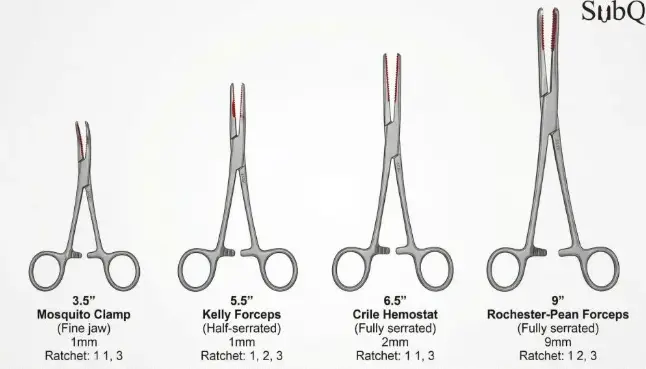 SubQ
3.5”
Mosquito Clamp
(Fine jaw)
1mm
Ratchet: 1 1, 3
5.5”
Kelly Forceps
(Half-serrated)
1mm
Ratchet: 1, 2, 3
6.5”
Crile Hemostat
(Fully serrated)
2mm
Ratchet: 1 1, 3
9”
Rochester-Pean Forceps
(Fully serrated)
9mm
Ratchet: 1 2, 3